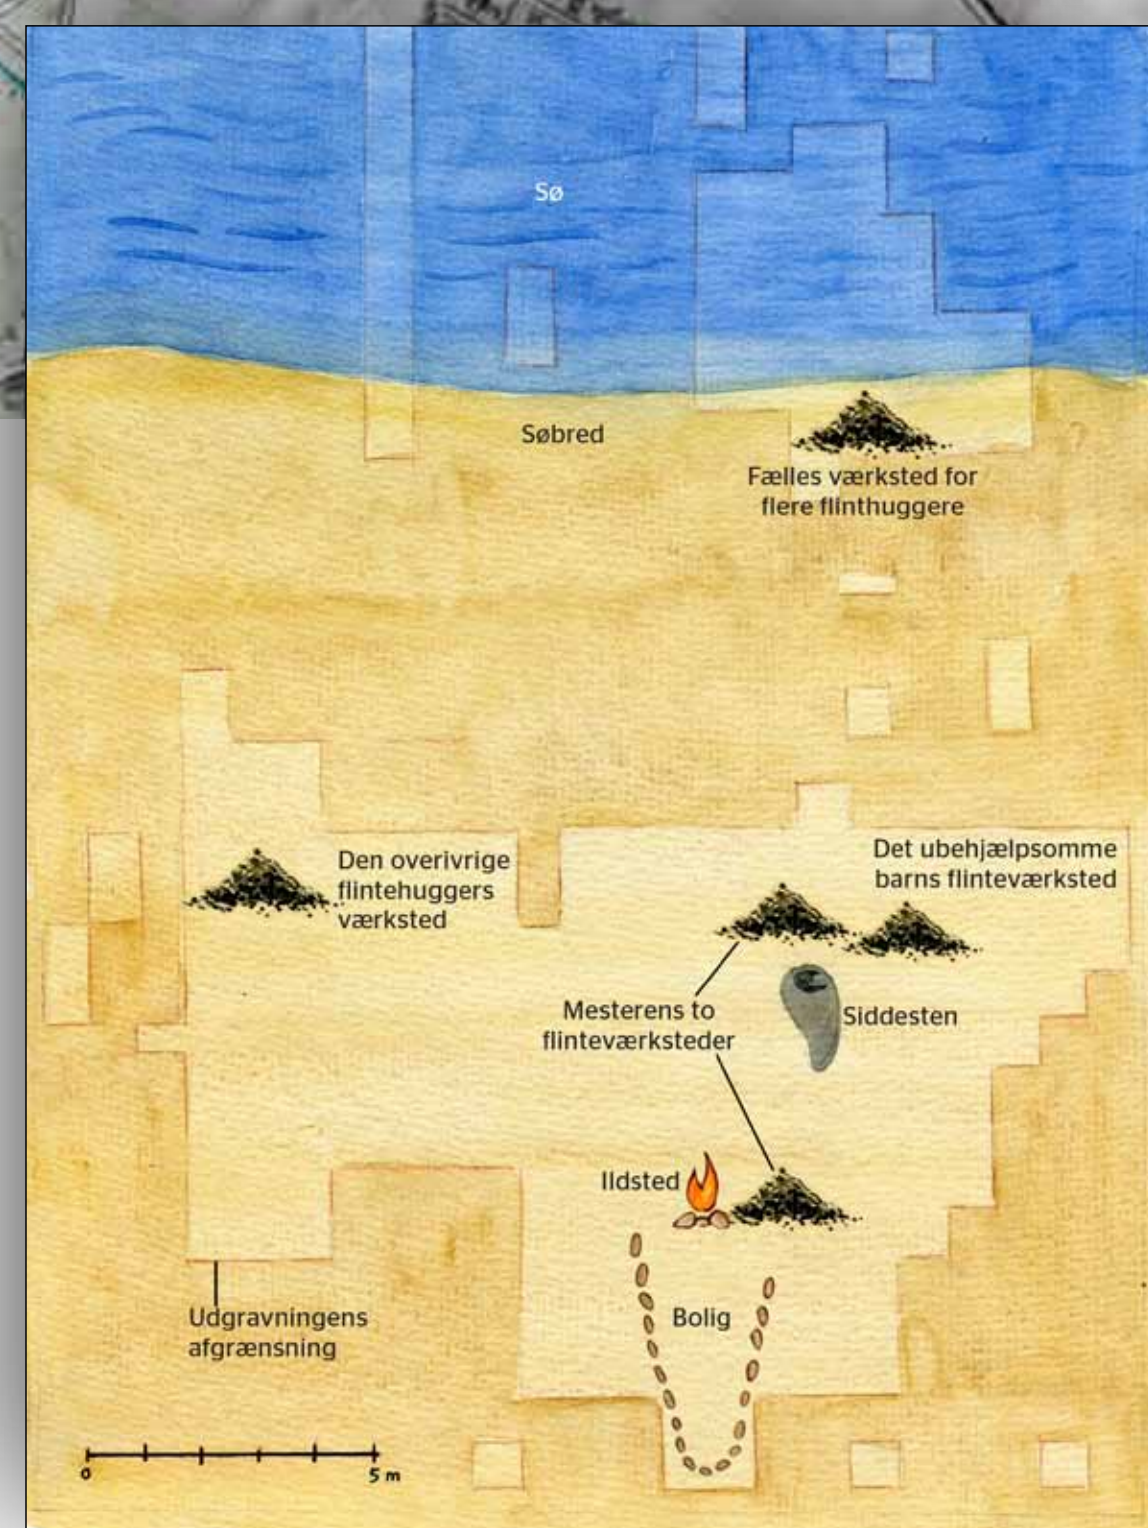 Sø
Søbred
Fælles værksted for
flere flinthuggere
Den overivrige
flintehuggers
værksted
Det ubehjælpsomme
barns flinteværksted
Mesterens to
flinteværksteder
Siddesten
Ildsted
Bolig
Udgravningens
afgrænsning
0 5 m